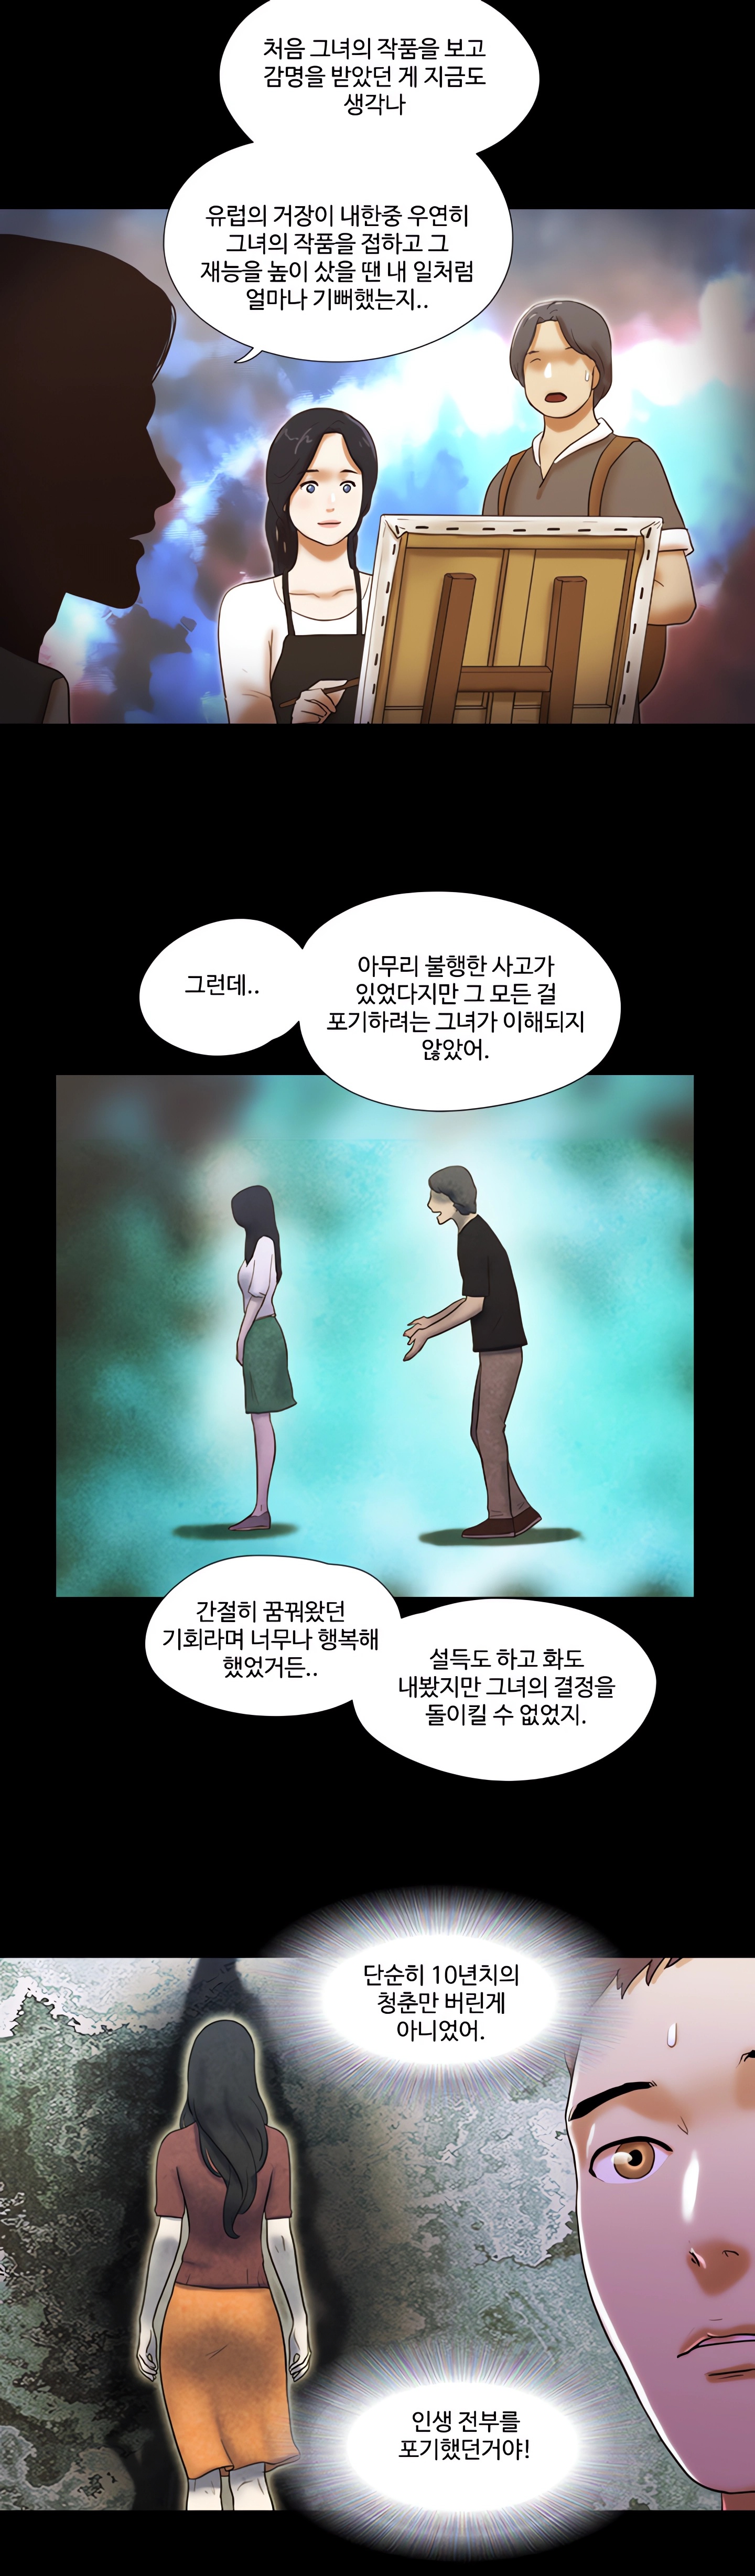 처음 그녀의 작품을 보고
감명을 받았던 게 지금도
생각나
유럽의 거장이 내한중 우연히
그녀의 작품을 접하고 그
재능을 높이 샀을 땐 내 일처럼
얼마나 기뻐했는지..
그런데..
아무리 불행한 사고가
있었다지만 그 모든 걸
포기하려는 그녀가 이해되지
않았어.
간절히 꿈꿔왔던
기회라며 너무나 행복해
했었거든..
설득도 하고 화도
내봤지만 그녀의 결정을
돌이킬 수 없었지.
단순히 10년치의
청춘만 버린게
아니었어.
인생 전부를
포기했던거야!